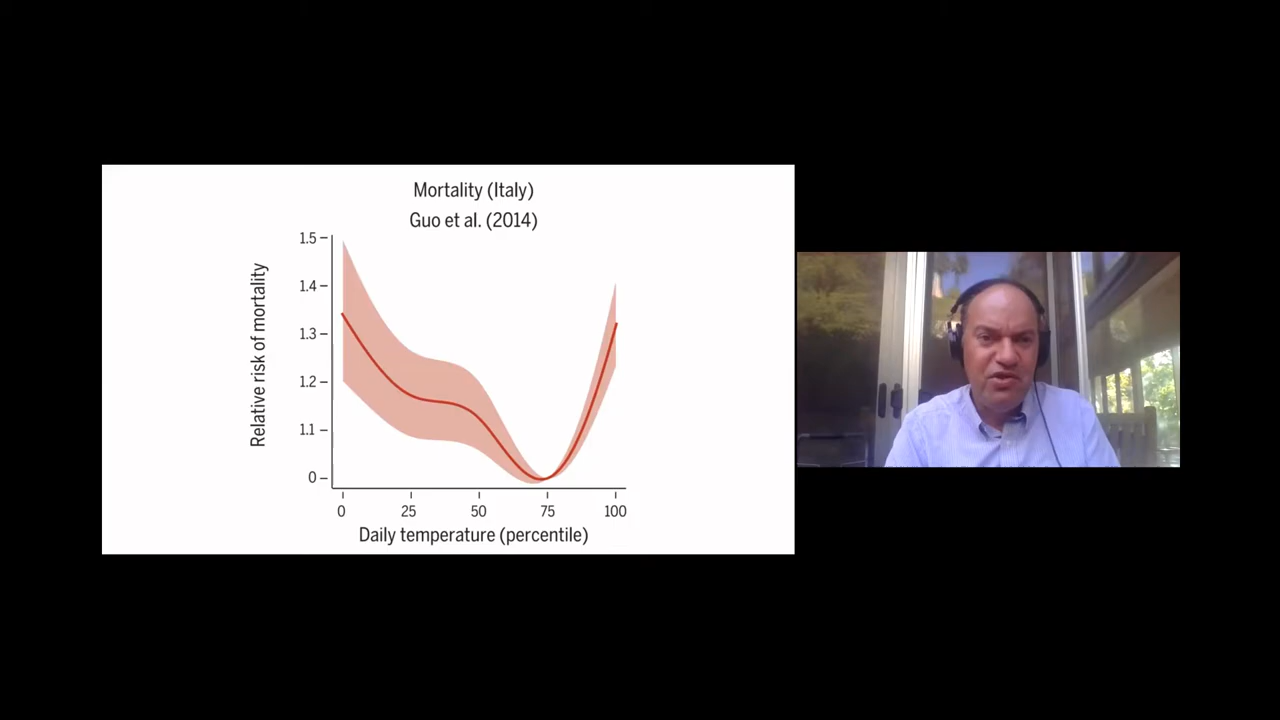 Mortality (Italy)
Guo et al. (2014)
Relative risk of mortality
1.5
1.4
1.3
1.2
1.1
0
0 25 50 75 100
Daily temperature (percentile)